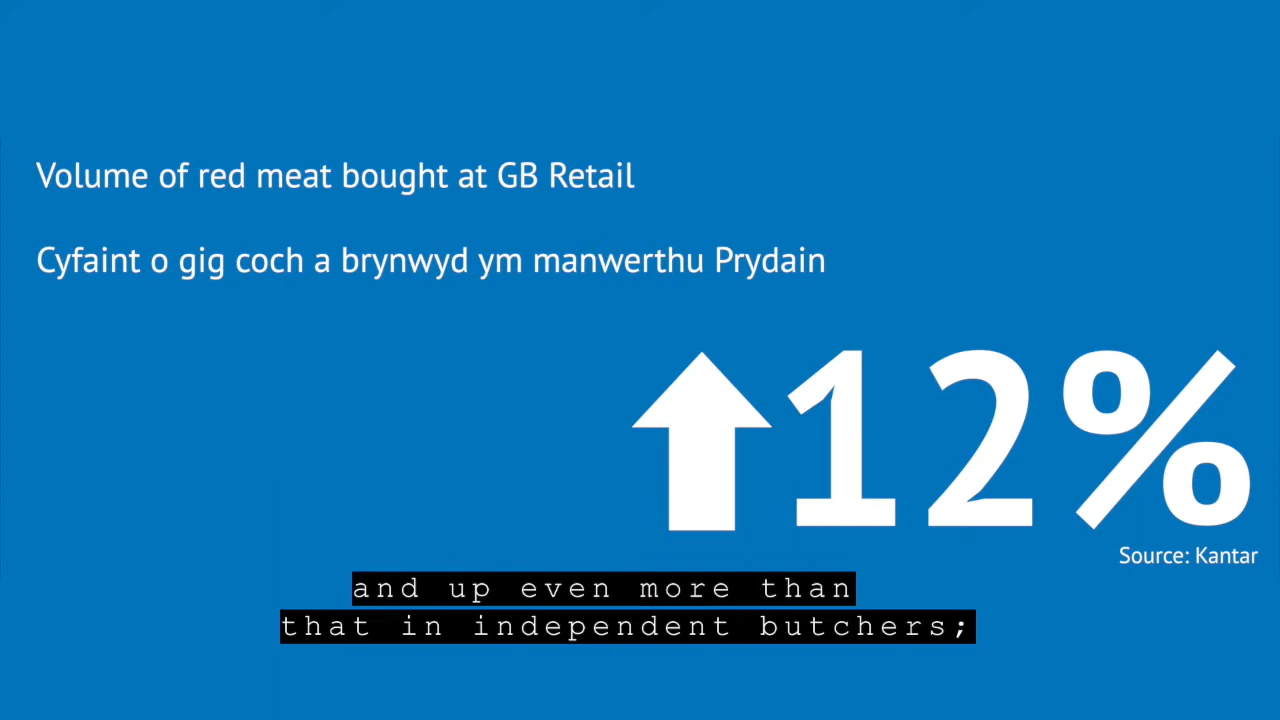 Volume of red meat bought at GB Retail
Cyfaint o gig coch a brynwyd ym manwerthu Prydain
12%
Source: Kantar
and up even more than
that in independent butchers;